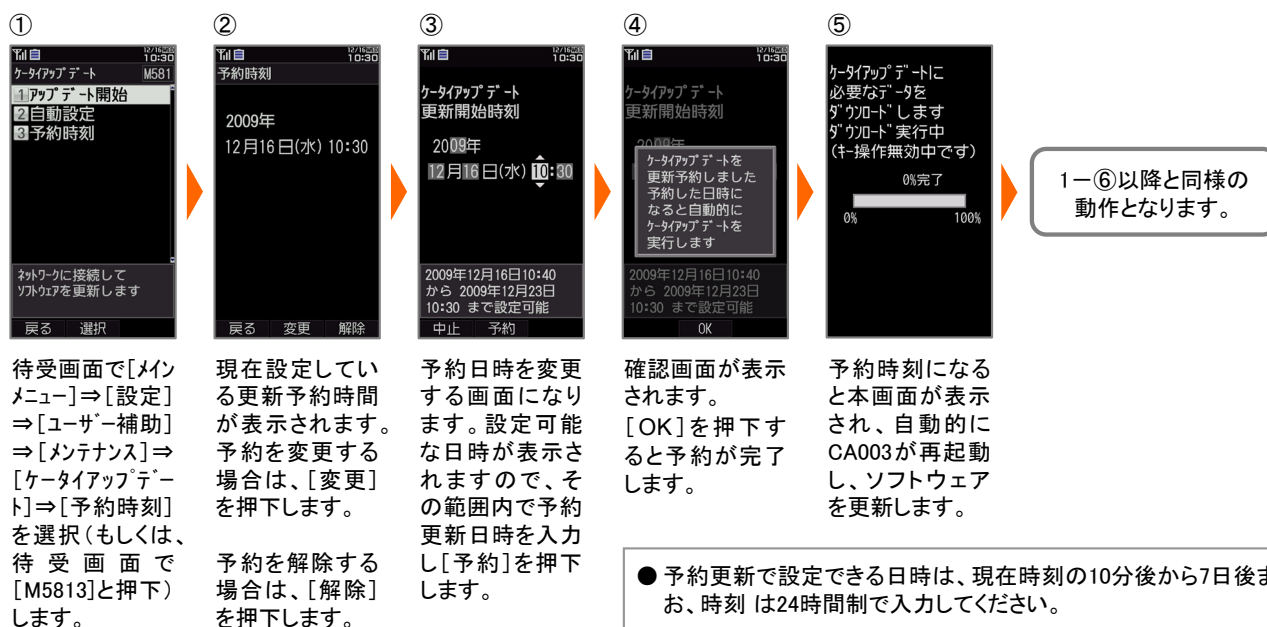 ①
12/16
10:30
ｹｰﾀｲｱｯﾌﾟﾃﾞｰﾄ M581
1 ｱｯﾌﾟﾃﾞｰﾄ開始
2 自動設定
3 予約時刻
ﾈｯﾄﾜｰｸに接続して
ｿﾌﾄｳｪｱを更新します
戻る 選択
待受画面で[ﾒｲﾝ
ﾒﾆｭｰ]⇒[設定]
⇒[ﾕｰｻﾞｰ補助]
⇒[ﾒﾝﾃﾅﾝｽ]⇒
[ｹｰﾀｲｱｯﾌﾟﾃﾞｰ
ﾄ]⇒[予約時刻]
を選択(もしくは、
待受画面で
[M5813]と押下)
します。
②
12/16
10:30
予約時刻
2009年
12月16日(水) 10:30
戻る 変更 解除
現在設定してい
る更新予約時間
が表示されます。
予約を変更する
場合は、[変更]
を押下します。
予約を解除する
場合は、[解除]
を押下します。
③
12/16
10:30
ｹｰﾀｲｱｯﾌﾟﾃﾞｰﾄ
更新開始時刻
2009年
12月16日(水) 10:30
2009年12月16日10:40
から 2009年12月23日
10:30 まで設定可能
中止 予約
予約日時を変更
する画面になり
ます。設定可能
な日時が表示さ
れますので、そ
の範囲内で予約
更新日時を入力
し[予約]を押下
します。
④
12/16
10:30
ｹｰﾀｲｱｯﾌﾟﾃﾞｰﾄ
更新開始時刻
2009年
ｹｰﾀｲｱｯﾌﾟﾃﾞｰﾄを
更新予約しました
予約した日時に
なると自動的に
ｹｰﾀｲｱｯﾌﾟﾃﾞｰﾄを
実行します
2009年12月16日10:40
から 2009年12月23日
10:30 まで設定可能
OK
確認画面が表示
されます。
[OK]を押下す
ると予約が完了
します。
⑤
ｹｰﾀｲｱｯﾌﾟﾃﾞｰﾄに
必要なﾃﾞｰﾀを
ﾀﾞｳﾝﾛｰﾄﾞします
ﾀﾞｳﾝﾛｰﾄﾞ実行中
(ｷｰ操作無効中です)
0%完了
0% 100%
予約時刻になる
と本画面が表示
され、自動的に
CA003が再起動
し、ソフトウェア
を更新します。
1－⑥以降と同様の
動作となります。
●予約更新で設定できる日時は、現在時刻の10分後から7日後ま
お、時刻 は24時間制で入力してください。